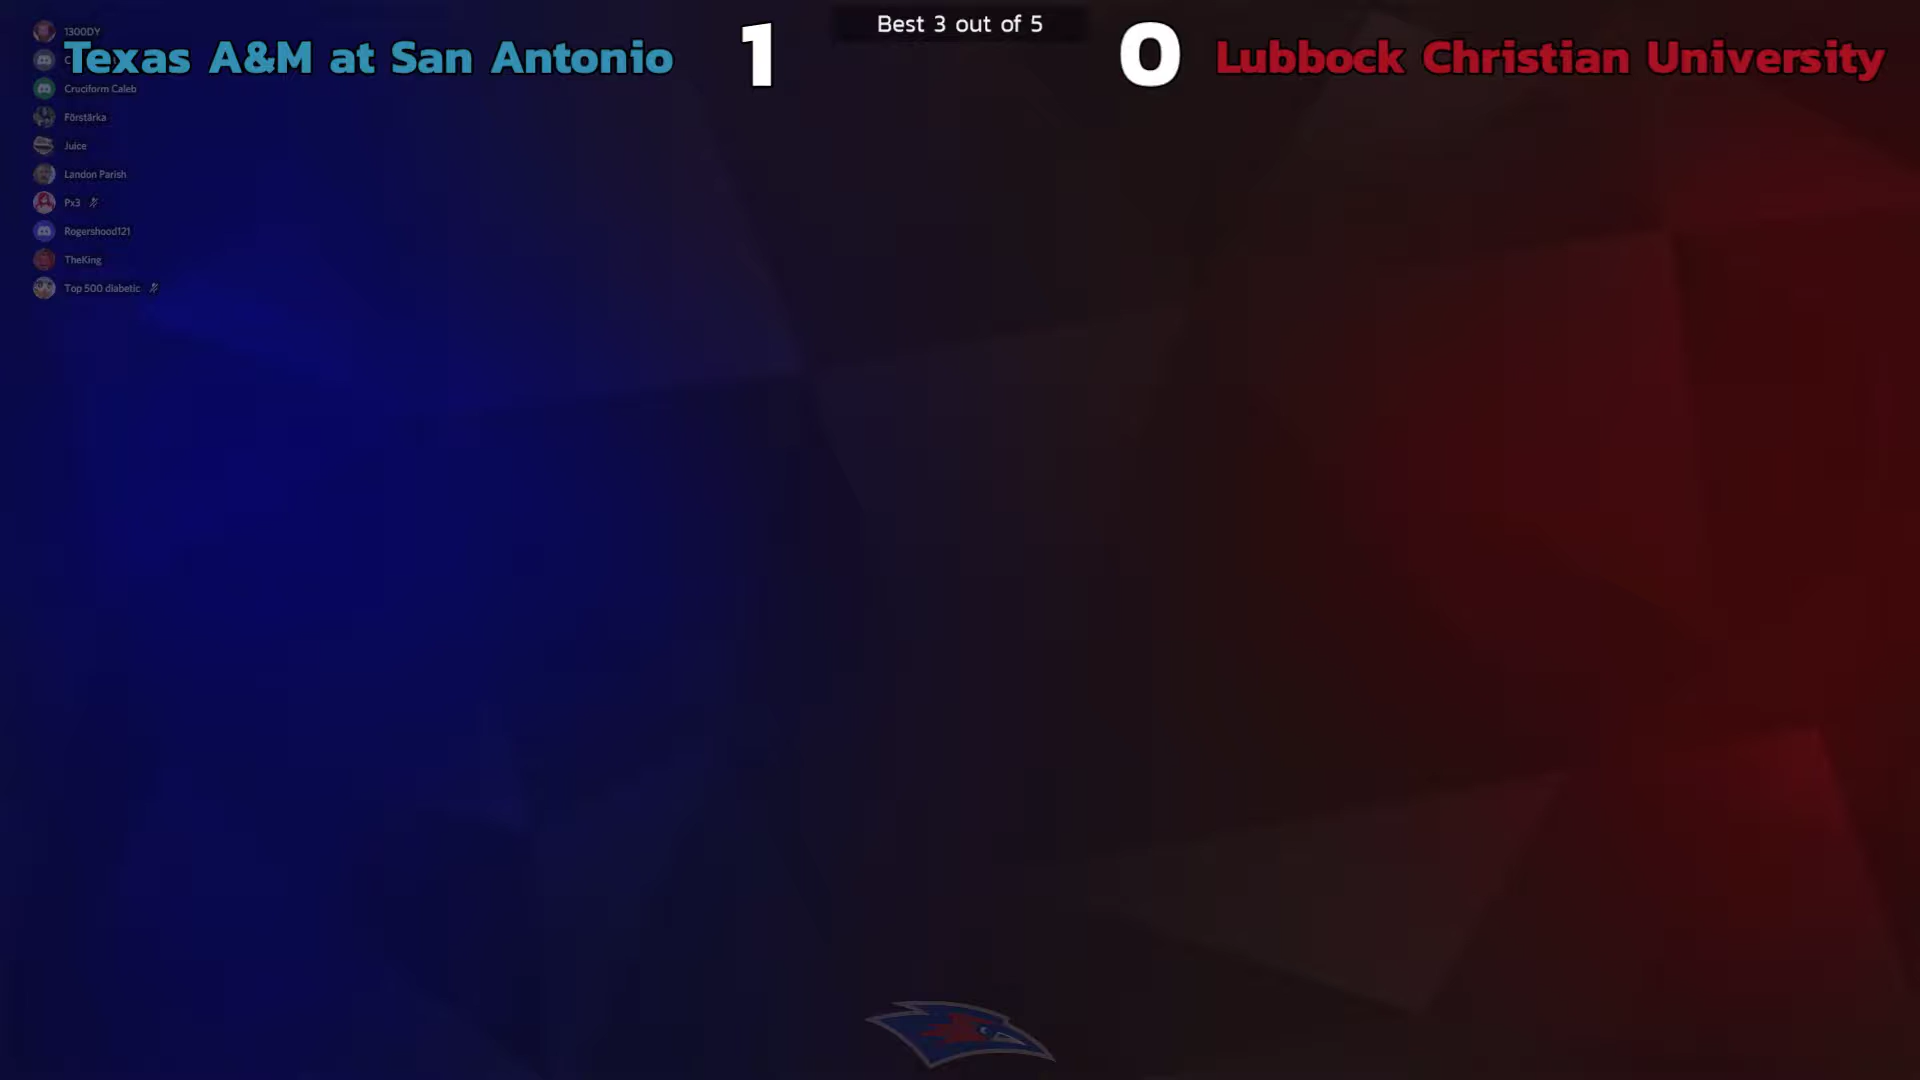 Best 3 out of 5
Texas A&M at San Antonio 1 0 Lubbock Christian University
1300DY
Cruciform Caleb
Förstärka
Juice
Landon Parish
Px3
Rogershood121
TheKing
Top 500 diabetic